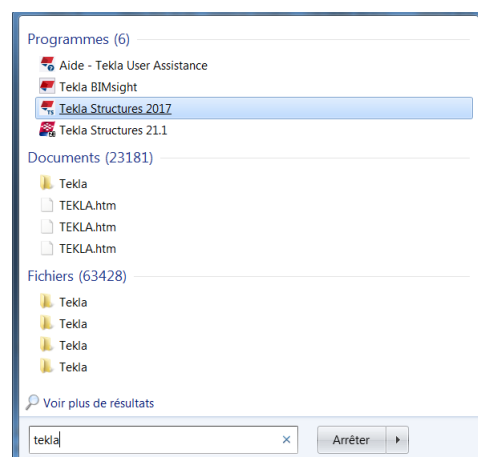 Programmes (6)
Aide - Tekla User Assistance
Tekla BIMsight
Tekla Structures 2017
Tekla Structures 21.1
Documents (23181)
Tekla
TEKLA.htm
TEKLA.htm
TEKLA.htm
Fichiers (63428)
Tekla
Tekla
Tekla
Tekla
Voir plus de résultats
tekla
Arrêter